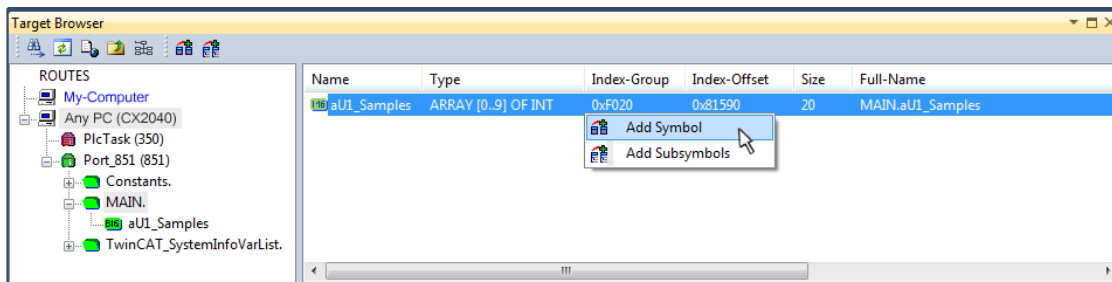 Target Browser
ROUTES
My-Computer
Any PC (CX2040)
PlcTask (350)
Port_851 (851)
Constants.
MAIN.
BI6 aU1_Samples
TwinCAT_SystemInfoVarList.
Name Type Index-Group Index-Offset Size Full-Name
I16 aU1_Samples ARRAY [0..9] OF INT 0xF020 0x81590 20 MAIN.aU1_Samples
Add Symbol
Add Subsymbols